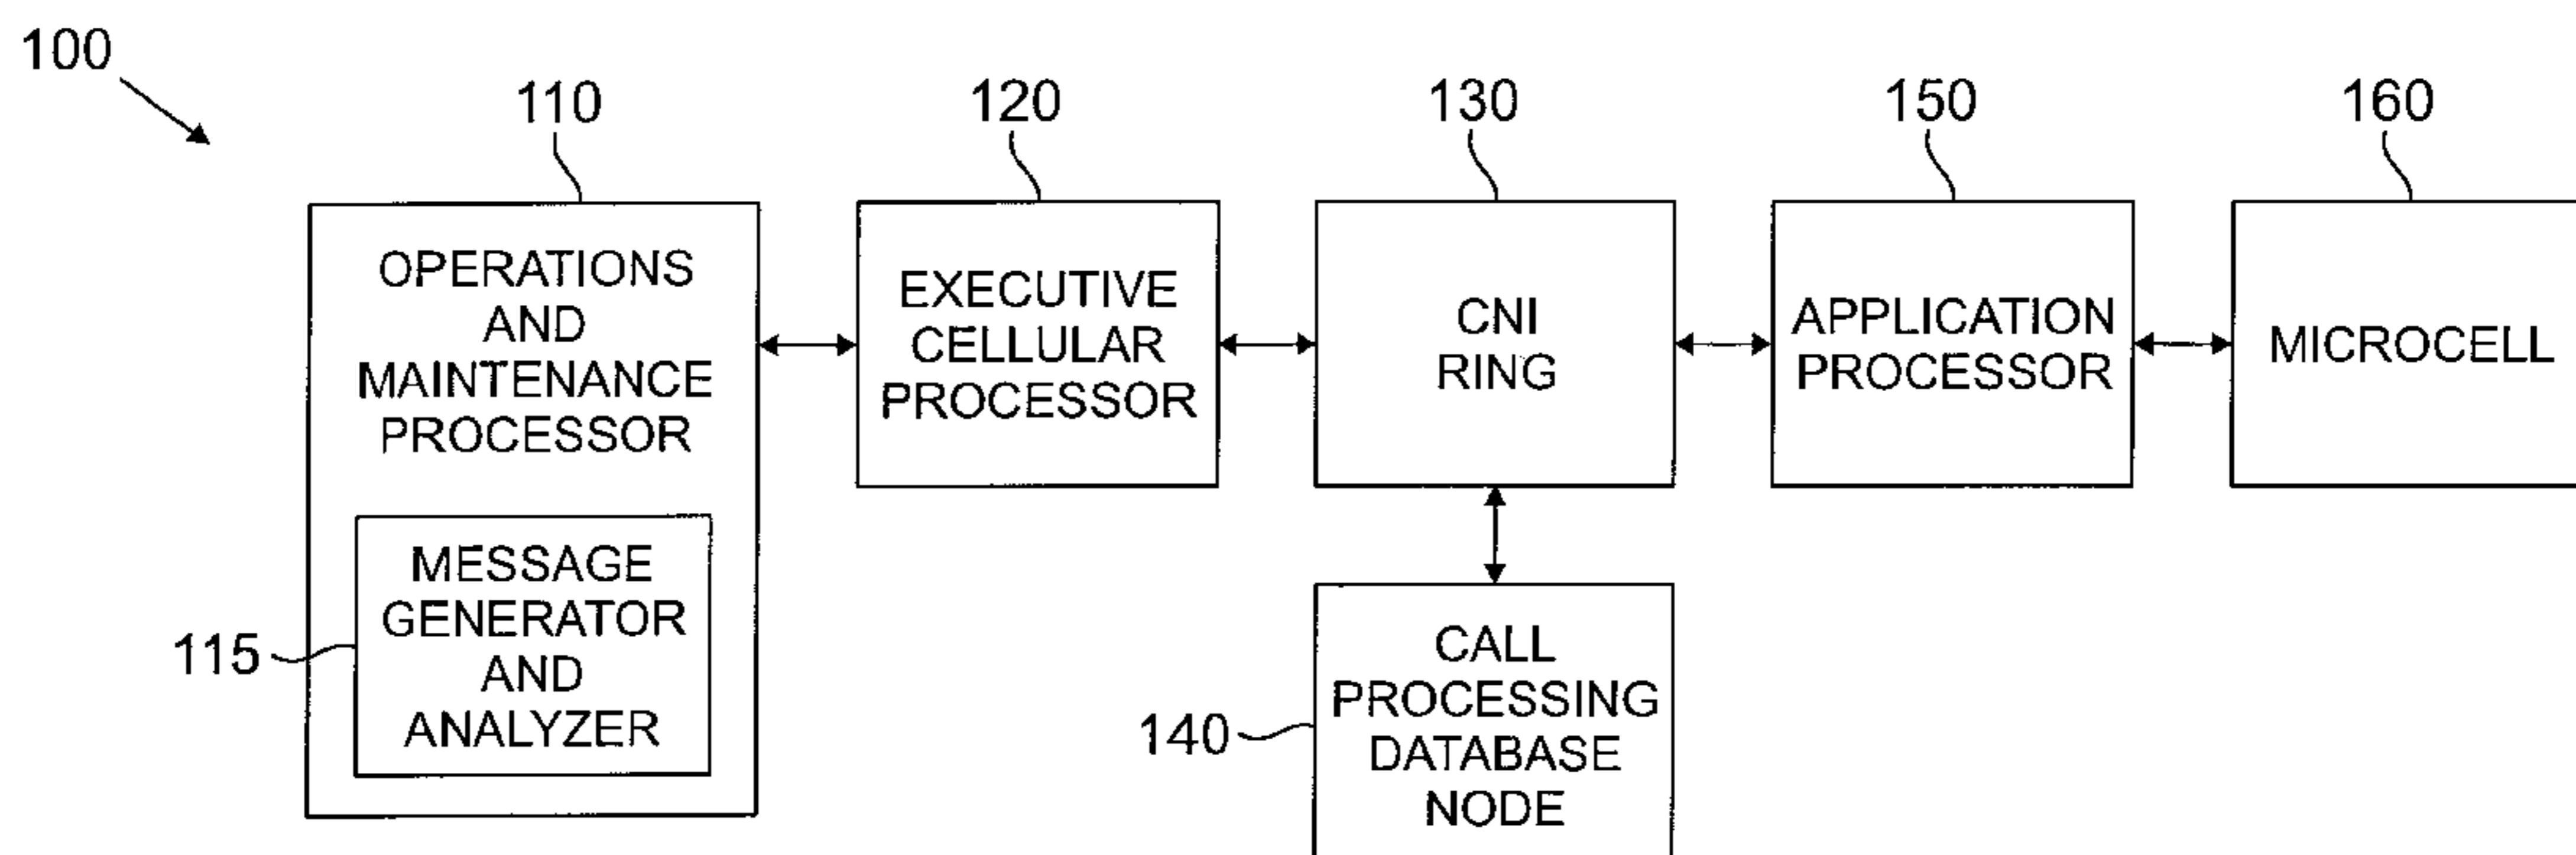 100
110
120
130
150
160
OPERATIONS
AND
MAINTENANCE
PROCESSOR
EXECUTIVE
CELLULAR
PROCESSOR
CNI
RING
APPLICATION
PROCESSOR
MICROCELL
115
MESSAGE
GENERATOR
AND
ANALYZER
140
CALL
PROCESSING
DATABASE
NODE